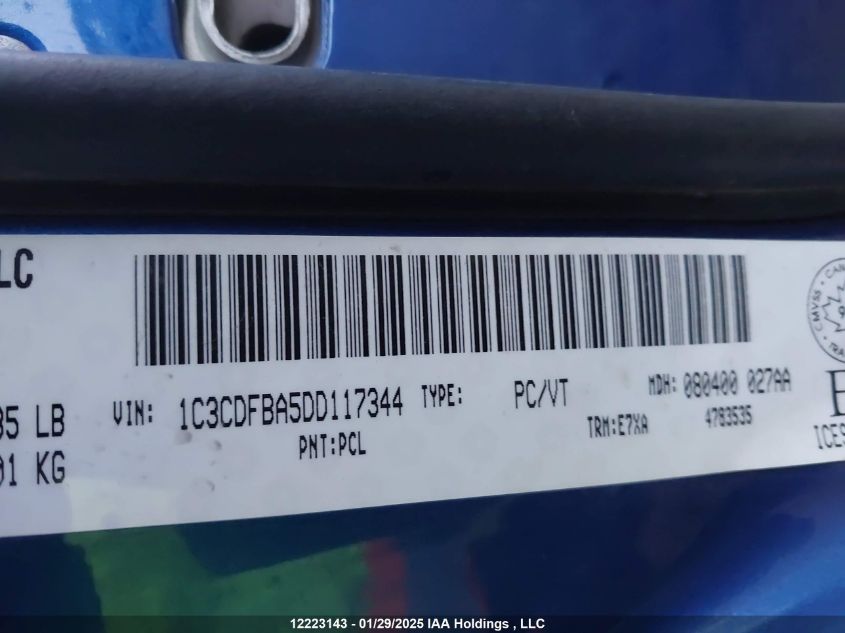 LC
35 LB
01 KG
VIN: 1C3CDFBA5DD117344 TYPE: PC/VT MDH: 080400 027AA
PNT:PCL TRM:E7XA 4783535
CMVSS
12223143 - 01/29/2025 IAA Holdings , LLC